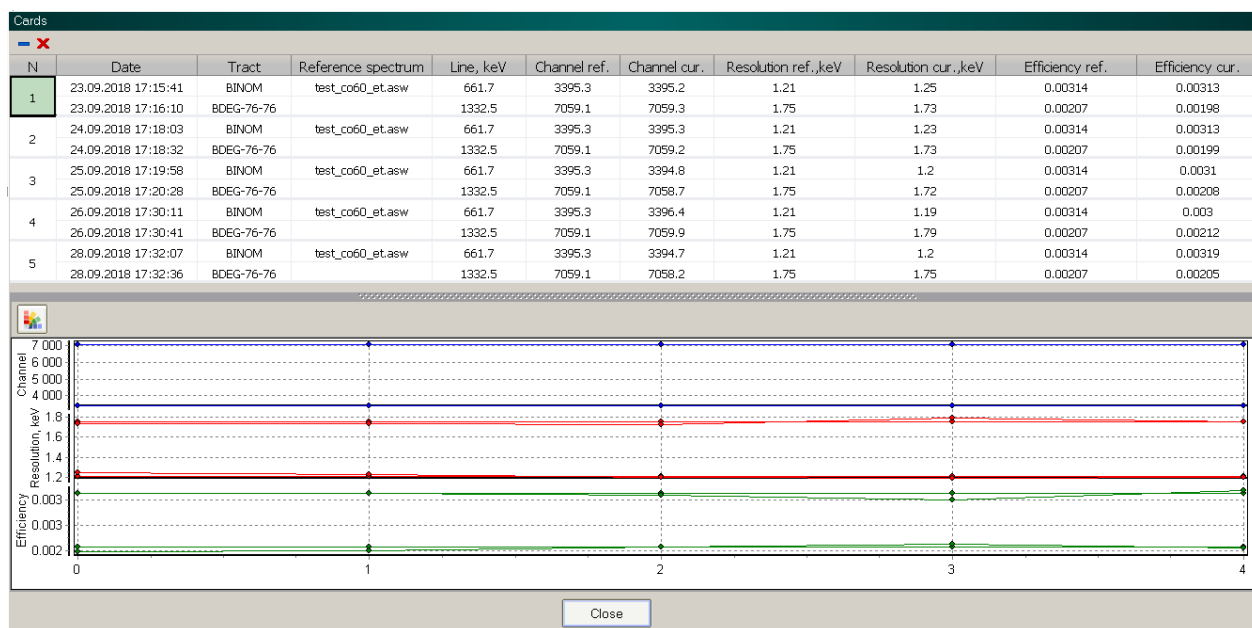 Cards
N Date Tract Reference spectrum Line, keV Channel ref. Channel cur. Resolution ref.,keV Resolution cur.,keV Efficiency ref. Efficiency cur.
1
23.09.2018 17:15:41 BINOM test_co60_et.asw 661.7 3395.3 3395.2 1.21 1.25 0.00314 0.00313
23.09.2018 17:16:10 BDEG-76-76 1332.5 7059.1 7059.3 1.75 1.73 0.00207 0.00198
2
24.09.2018 17:18:03 BINOM test_co60_et.asw 661.7 3395.3 3395.3 1.21 1.23 0.00314 0.00313
24.09.2018 17:18:32 BDEG-76-76 1332.5 7059.1 7059.2 1.75 1.73 0.00207 0.00199
3
25.09.2018 17:19:58 BINOM test_co60_et.asw 661.7 3395.3 3394.8 1.21 1.2 0.00314 0.0031
25.09.2018 17:20:28 BDEG-76-76 1332.5 7059.1 7058.7 1.75 1.72 0.00207 0.00208
4
26.09.2018 17:30:11 BINOM test_co60_et.asw 661.7 3395.3 3396.4 1.21 1.19 0.00314 0.003
26.09.2018 17:30:41 BDEG-76-76 1332.5 7059.1 7059.9 1.75 1.79 0.00207 0.00212
5
28.09.2018 17:32:07 BINOM test_co60_et.asw 661.7 3395.3 3394.7 1.21 1.2 0.00314 0.00319
28.09.2018 17:32:36 BDEG-76-76 1332.5 7059.1 7058.2 1.75 1.75 0.00207 0.00205
Channel
7 000
6 000
5 000
4 000
Resolution, keV
1.8
1.6
1.4
1.2
Efficiency
0.003
0.003
0.002
0 1 2 3 4
Close